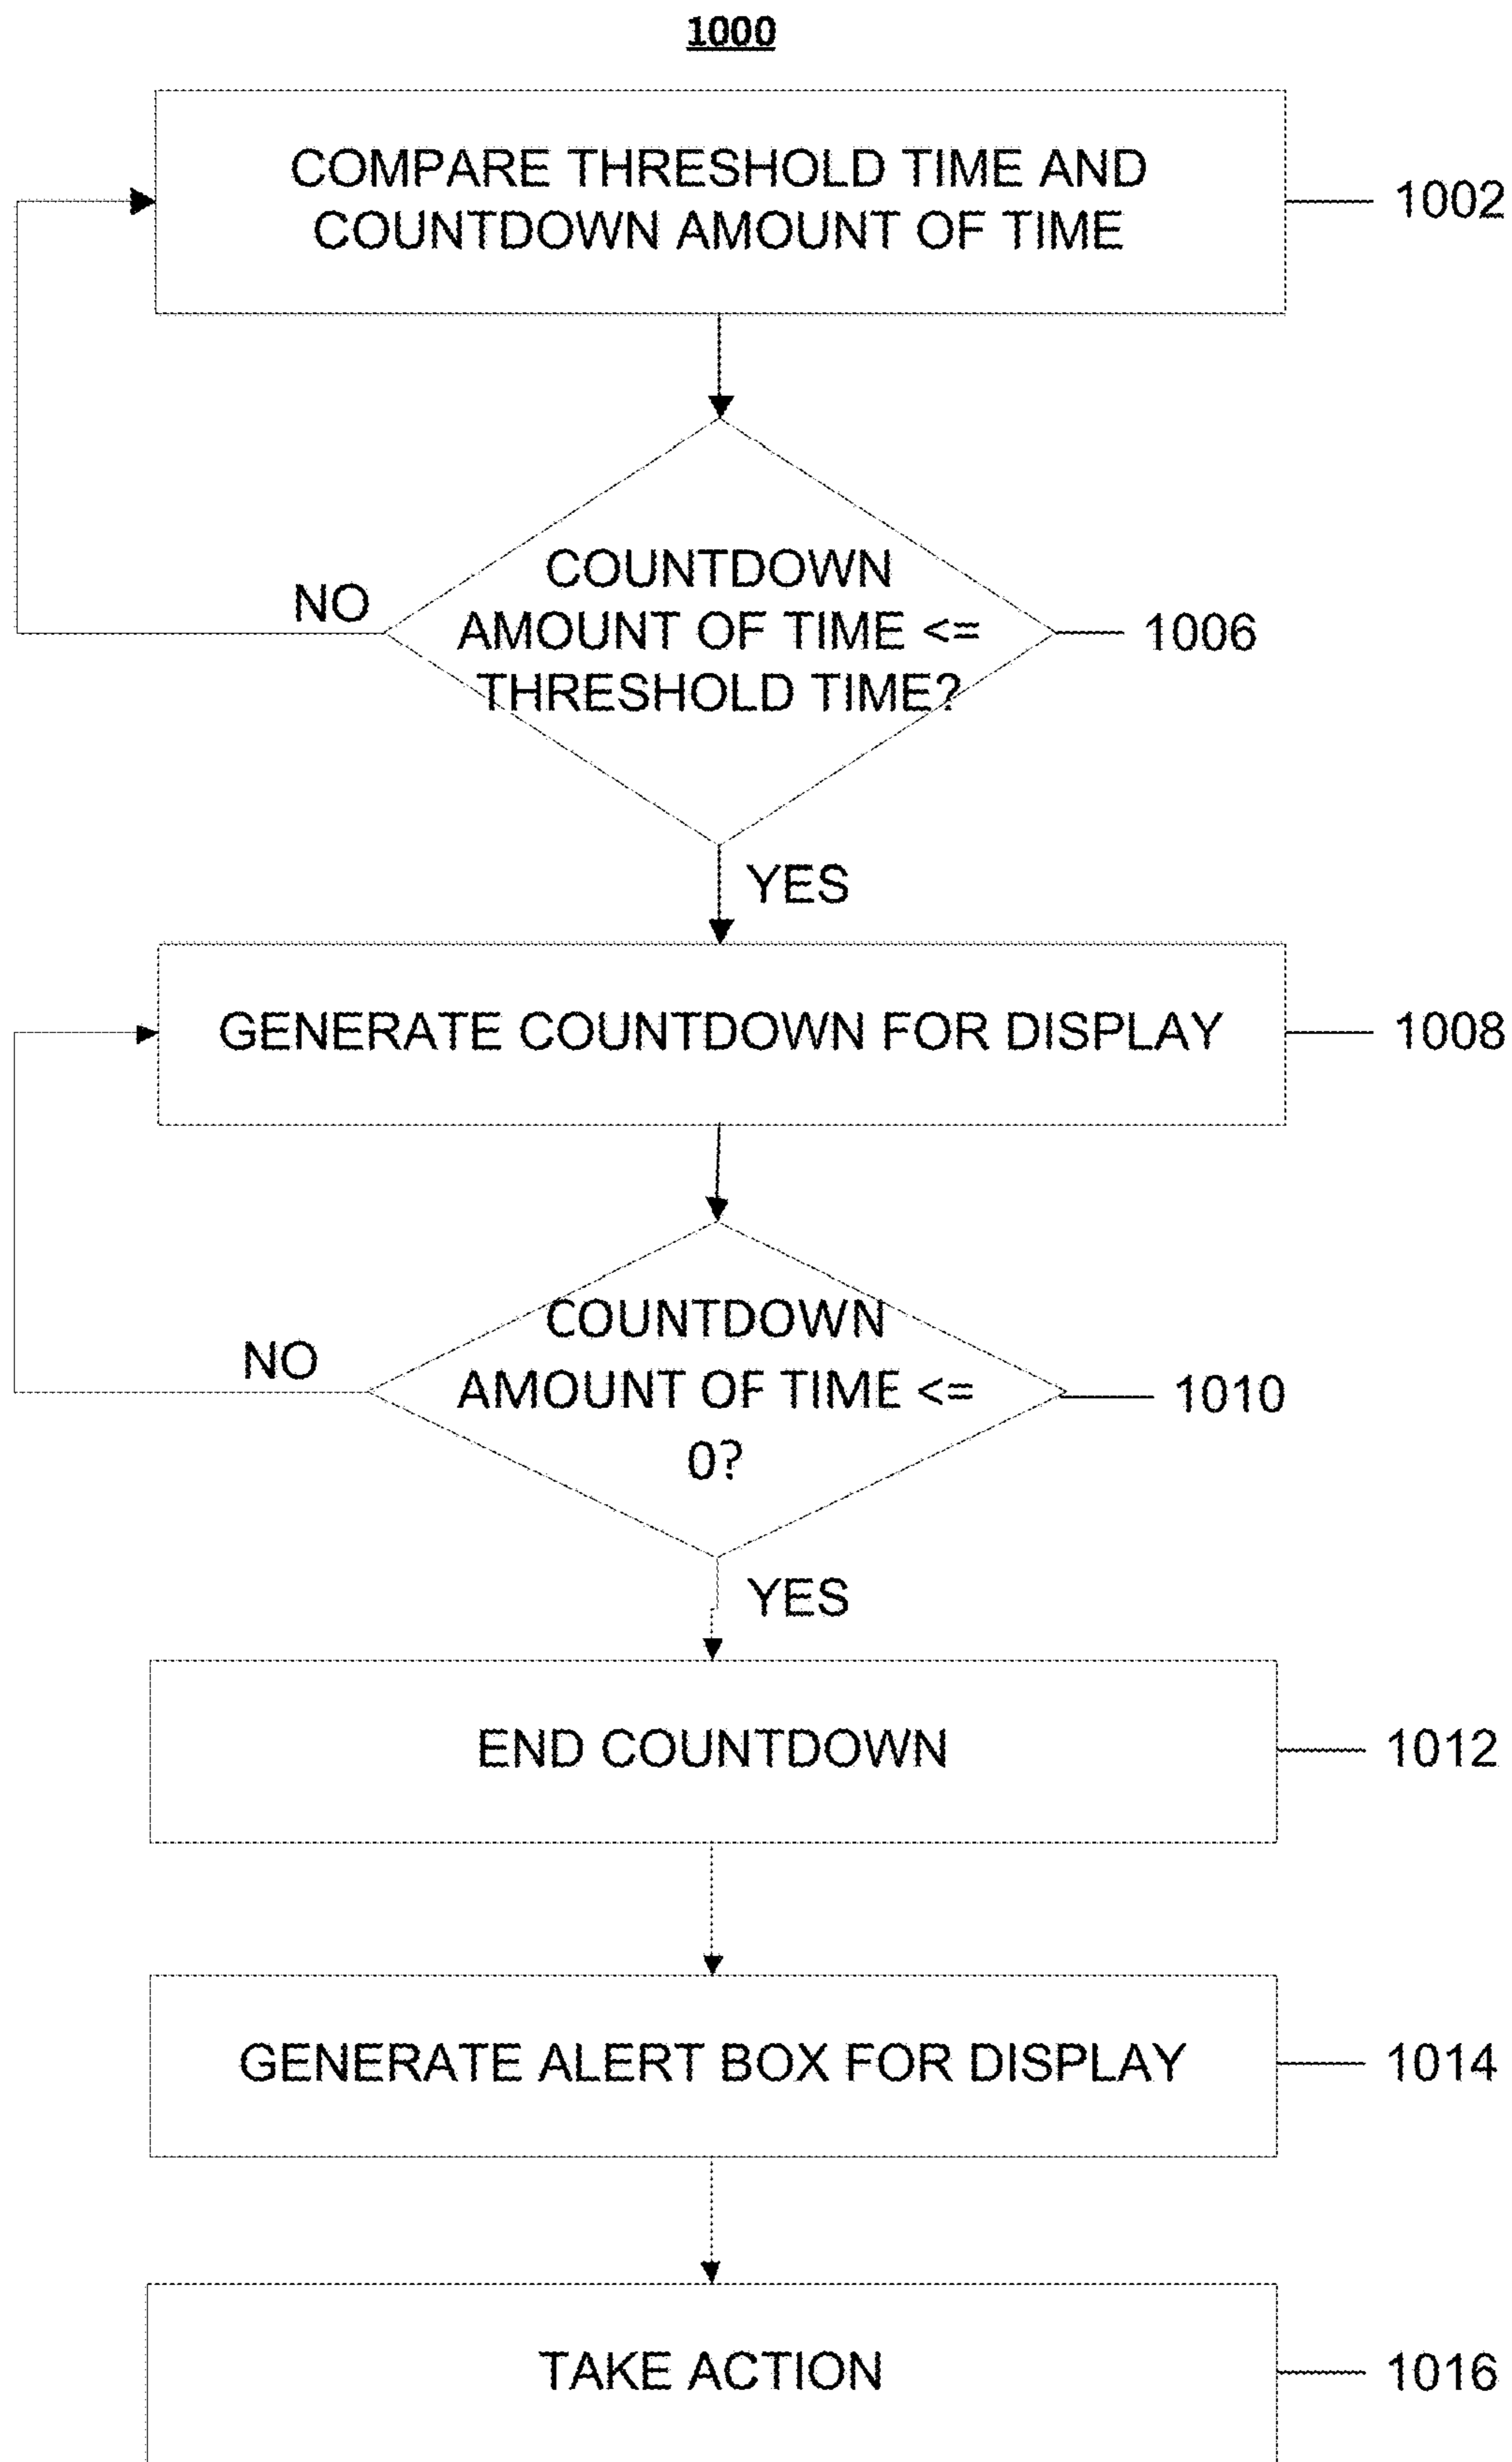 1000
COMPARE THRESHOLD TIME AND
COUNTDOWN AMOUNT OF TIME
1002
COUNTDOWN
AMOUNT OF TIME <=
THRESHOLD TIME?
NO
1006
YES
GENERATE COUNTDOWN FOR DISPLAY
1008
COUNTDOWN
AMOUNT OF TIME <=
0?
NO
1010
YES
END COUNTDOWN
1012
GENERATE ALERT BOX FOR DISPLAY
1014
TAKE ACTION
1016